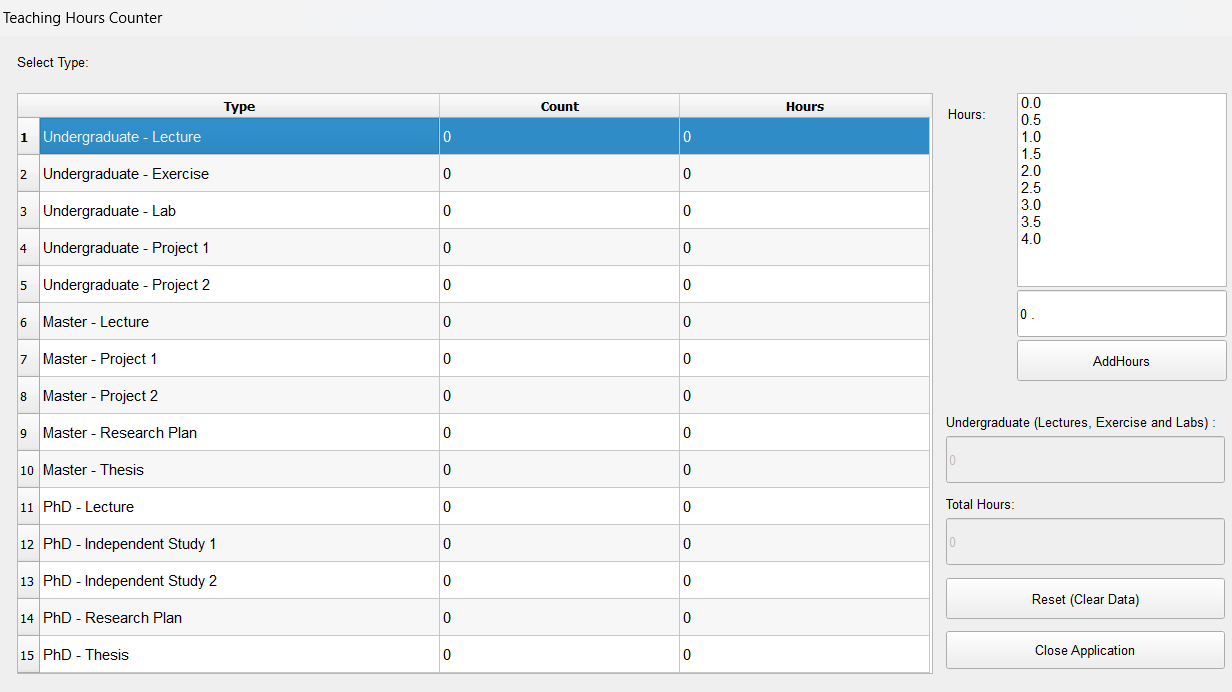 Teaching Hours Counter
Select Type:
Type Count Hours
1 Undergraduate - Lecture 0 0
2 Undergraduate - Exercise 0 0
3 Undergraduate - Lab 0 0
4 Undergraduate - Project 1 0 0
5 Undergraduate - Project 2 0 0
6 Master - Lecture 0 0
7 Master - Project 1 0 0
8 Master - Project 2 0 0
9 Master - Research Plan 0 0
10 Master - Thesis 0 0
11 PhD - Lecture 0 0
12 PhD - Independent Study 1 0 0
13 PhD - Independent Study 2 0 0
14 PhD - Research Plan 0 0
15 PhD - Thesis 0 0
Hours:
0.0
0.5
1.0
1.5
2.0
2.5
3.0
3.5
4.0
0 .
AddHours
Undergraduate (Lectures, Exercise and Labs) :
0
Total Hours:
0
Reset (Clear Data)
Close Application